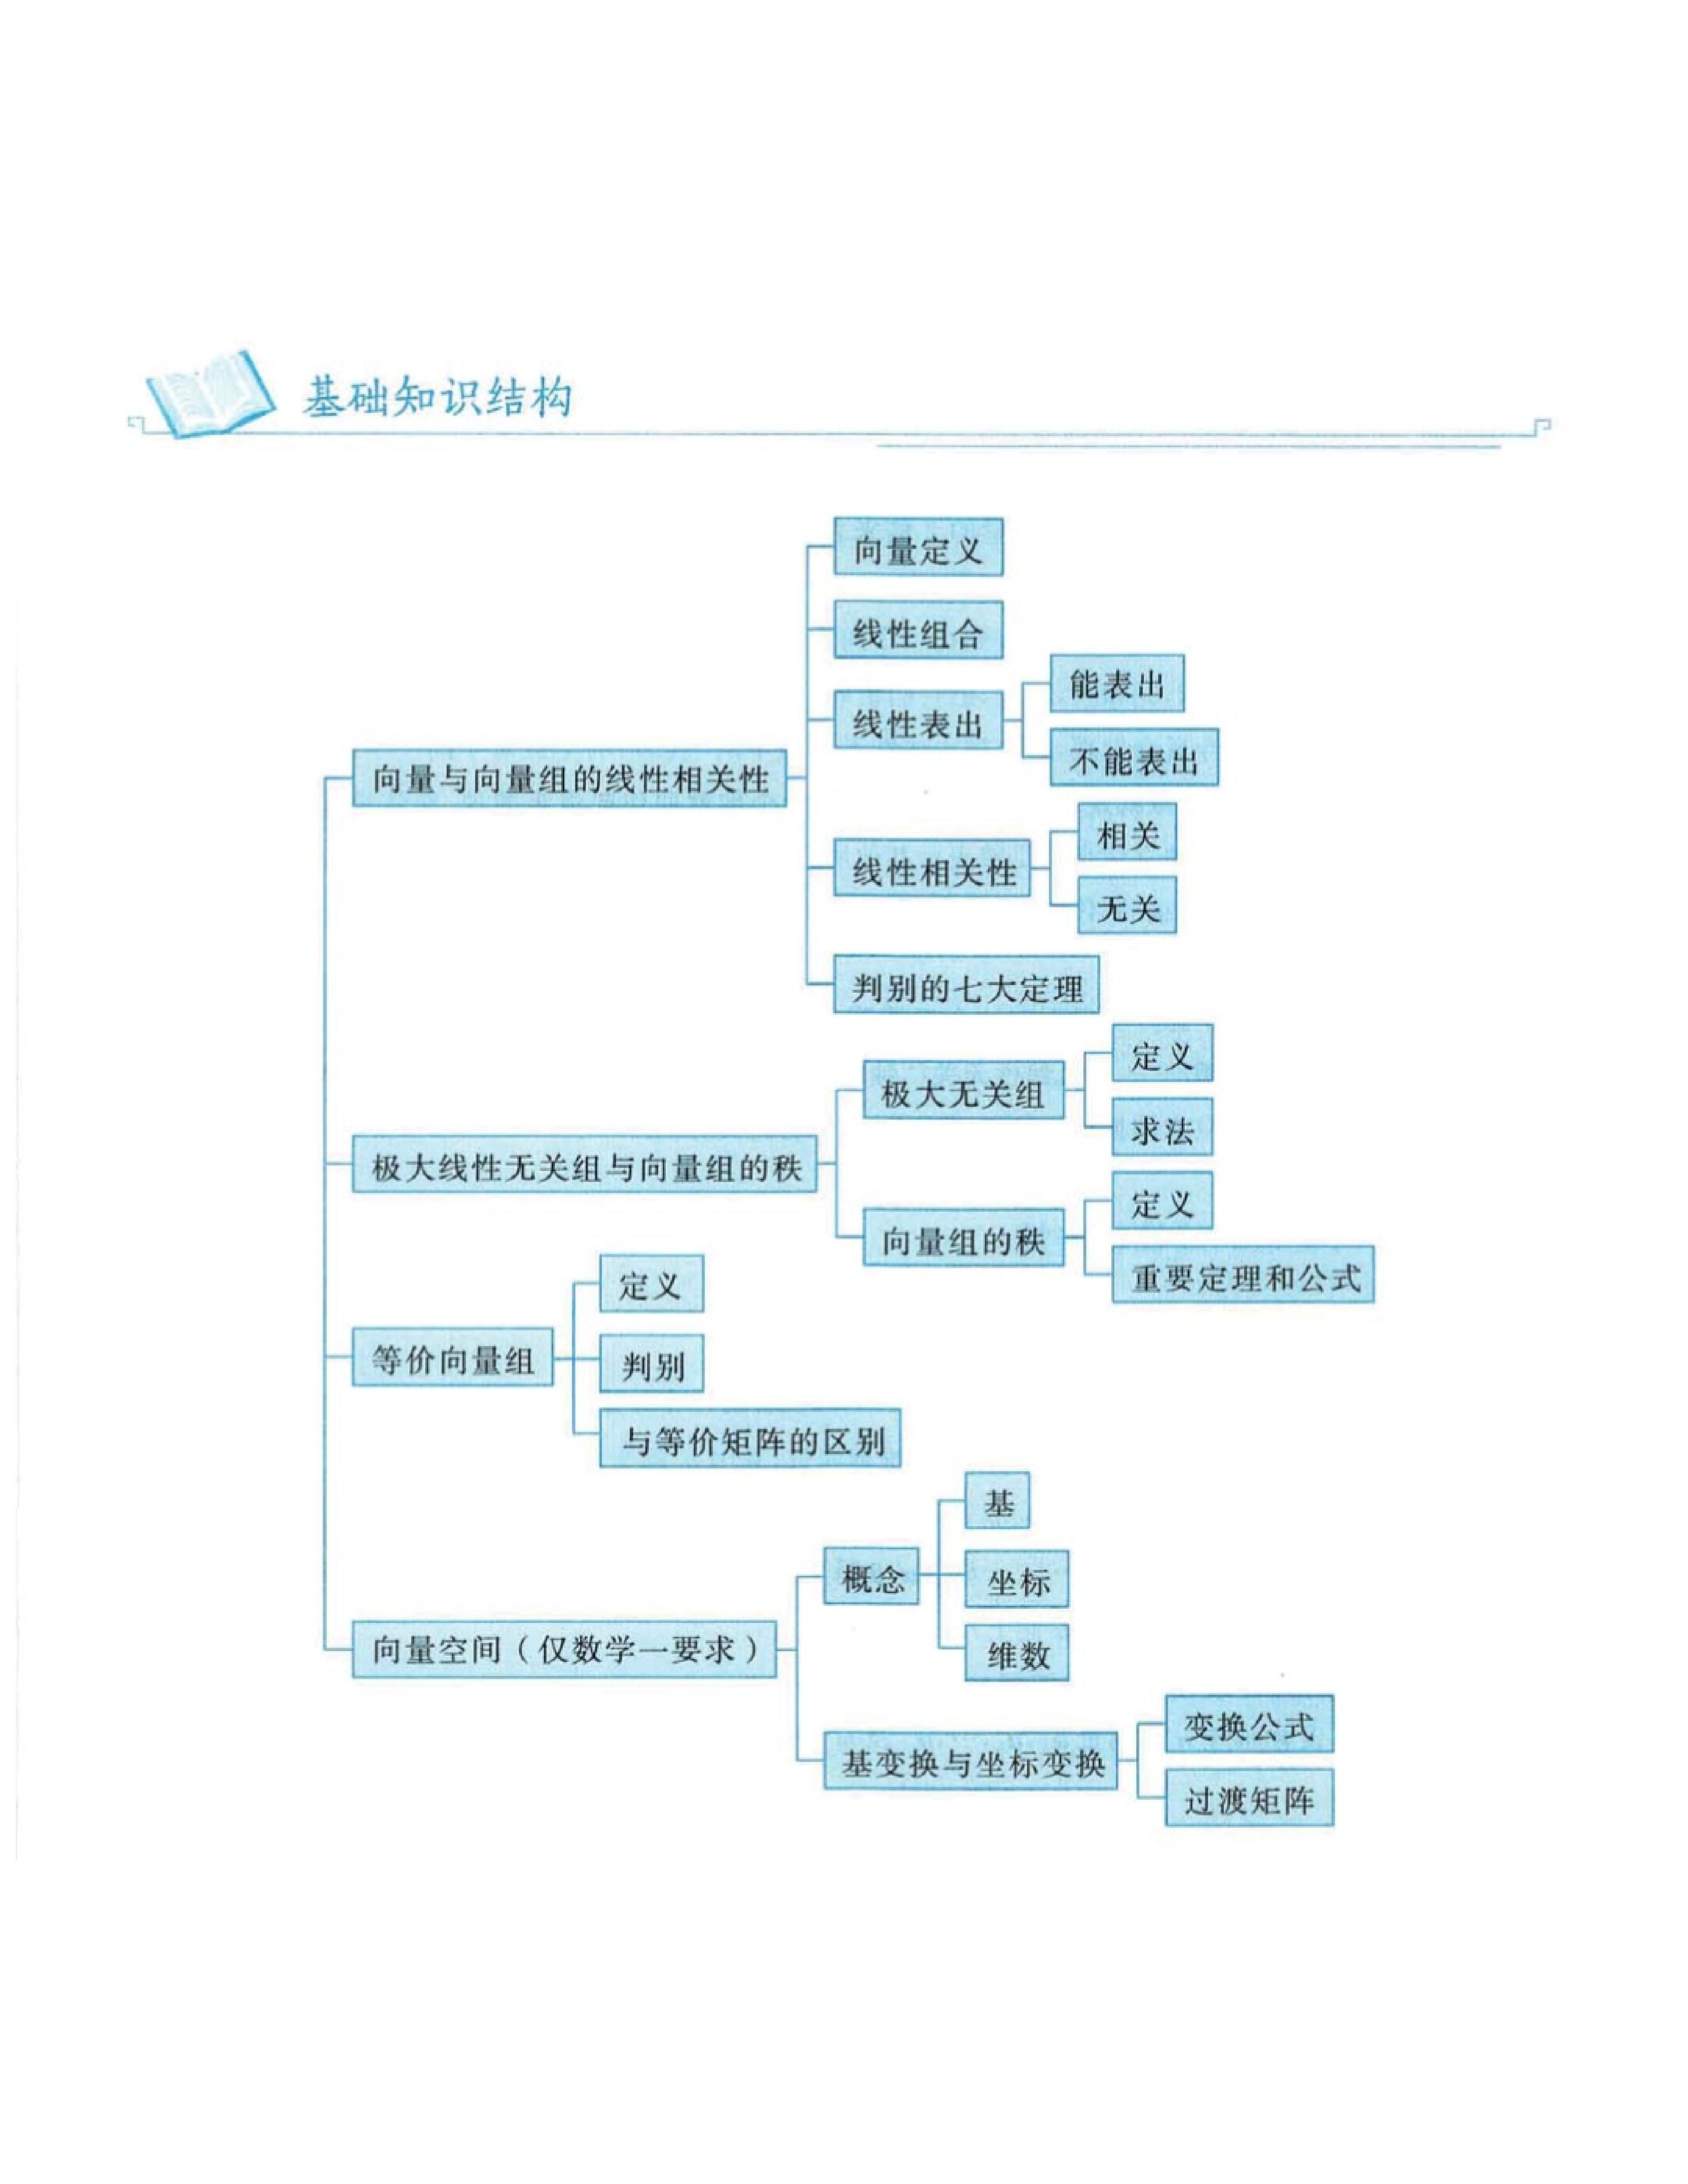 基础知识结构
向量与向量组的线性相关性
向量定义
线性组合
线性表出
能表出
不能表出
线性相关性
相关
无关
判别的七大定理
极大线性无关组与向量组的秩
极大无关组
定义
求法
向量组的秩
定义
重要定理和公式
等价向量组
定义
判别
与等价矩阵的区别
向量空间（仅数学一要求）
概念
基
坐标
维数
基变换与坐标变换
变换公式
过渡矩阵